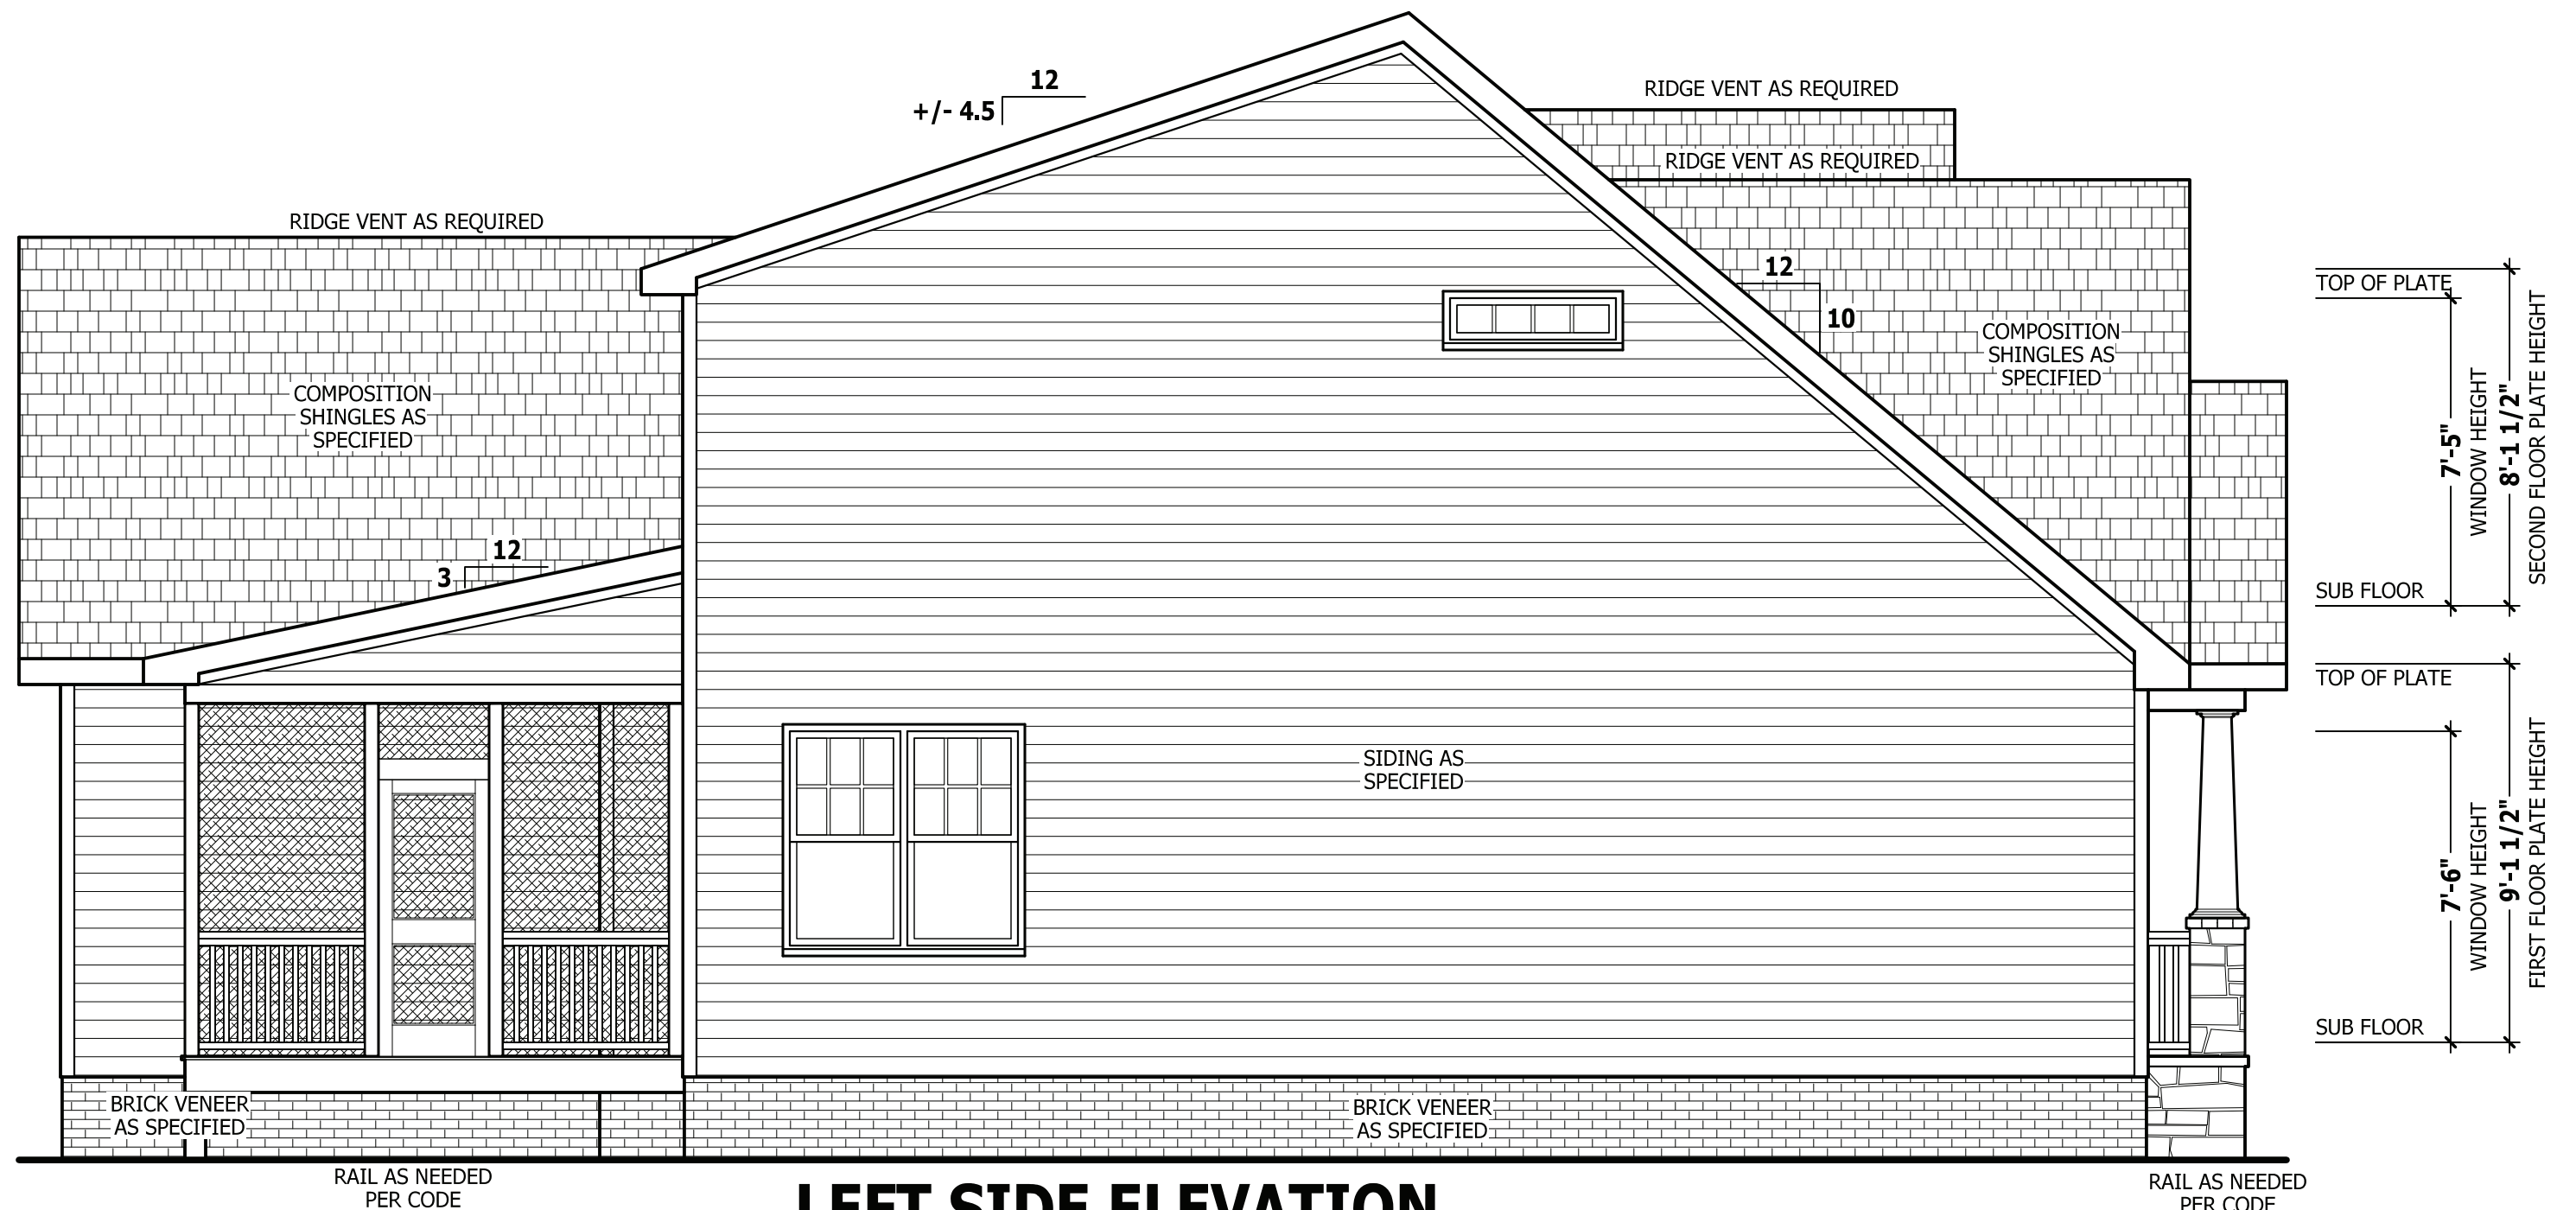 12
+/- 4.5
RIDGE VENT AS REQUIRED
RIDGE VENT AS REQUIRED
RIDGE VENT AS REQUIRED
12
10
TOP OF PLATE
COMPOSITION
SHINGLES AS
SPECIFIED
COMPOSITION
SHINGLES AS
SPECIFIED
7'-5"
WINDOW HEIGHT
8'-1 1/2"
SECOND FLOOR PLATE HEIGHT
12
3
SUB FLOOR
TOP OF PLATE
SIDING AS
SPECIFIED
7'-6"
WINDOW HEIGHT
9'-1 1/2"
FIRST FLOOR PLATE HEIGHT
SUB FLOOR
BRICK VENEER
AS SPECIFIED
BRICK VENEER
AS SPECIFIED
RAIL AS NEEDED
PER CODE
LEFT SIDE ELEVATION
RAIL AS NEEDED
PER CODE